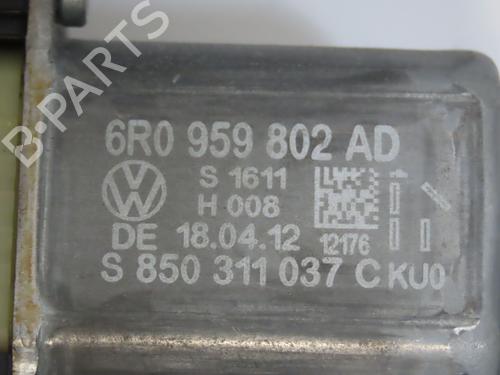 B-Parts
6R0 959 802 AD
S 1611
H 008
DE 18.04.12 12176
S 850 311 037 C KU0